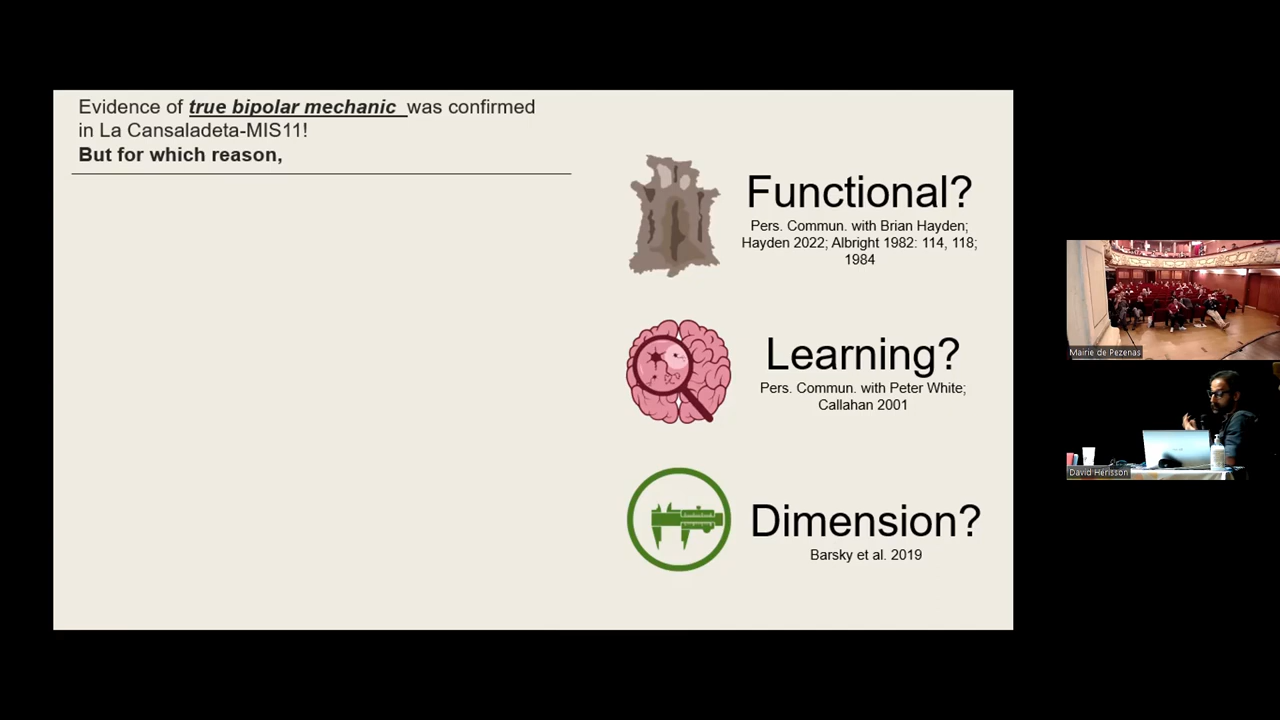 Evidence of true bipolar mechanic was confirmed
in La Cansaladeta-MIS11!
But for which reason,
Functional?
Pers. Commun. with Brian Hayden;
Hayden 2022; Albright 1982: 114, 118;
1984
Learning?
Pers. Commun. with Peter White;
Callahan 2001
Dimension?
Barsky et al. 2019
Mairie de Pezenas
David Hérisson